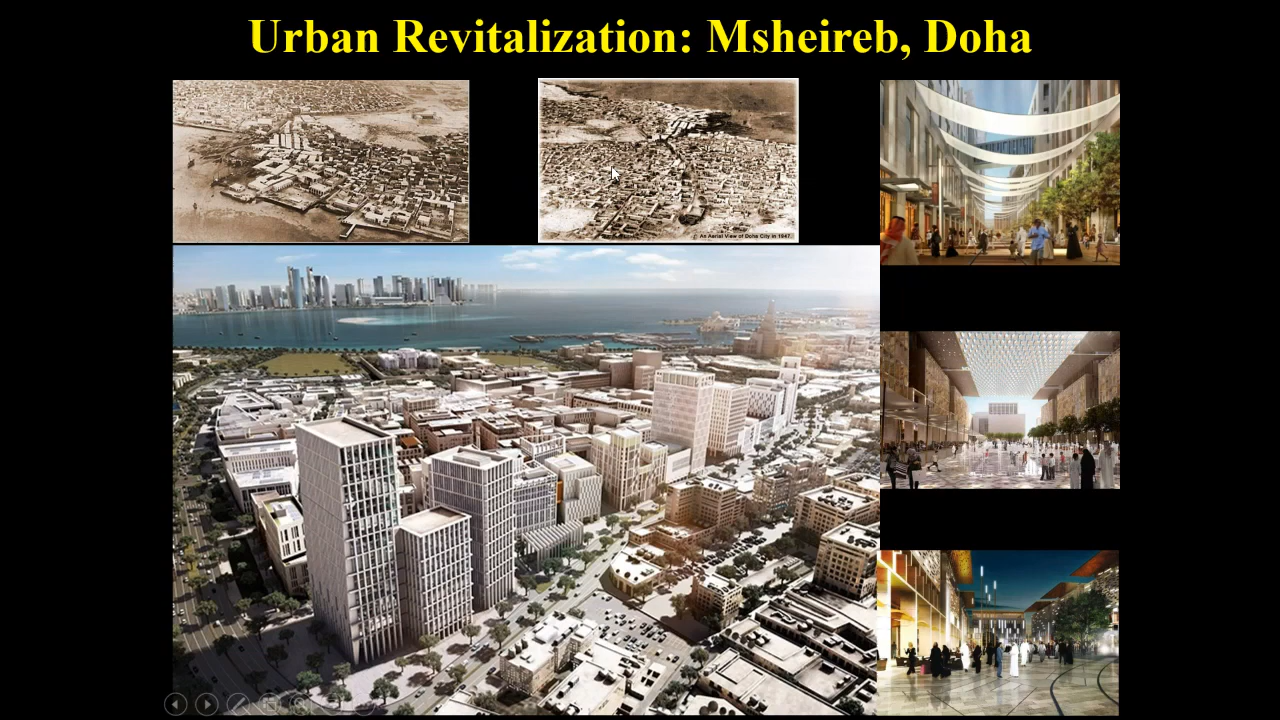 Urban Revitalization: Msheireb, Doha
An Aerial View of Doha City in 1947